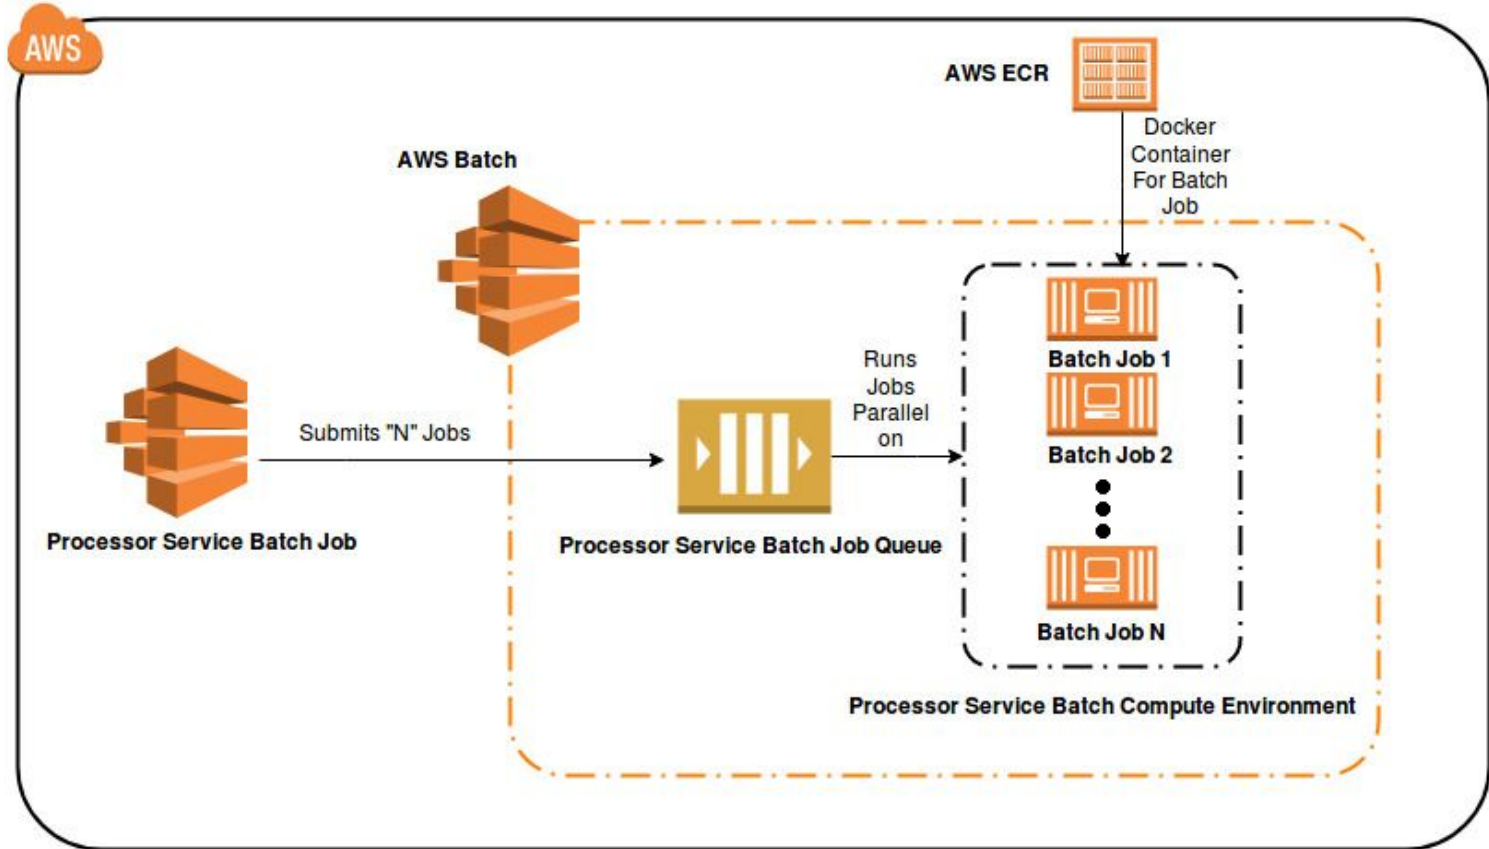 AWS
AWS ECR
Docker
Container
For Batch
Job
AWS Batch
Batch Job 1
Runs
Jobs
Parallel
on
Submits "N" Jobs
Batch Job 2
Processor Service Batch Job
Processor Service Batch Job Queue
Batch Job N
Processor Service Batch Compute Environment